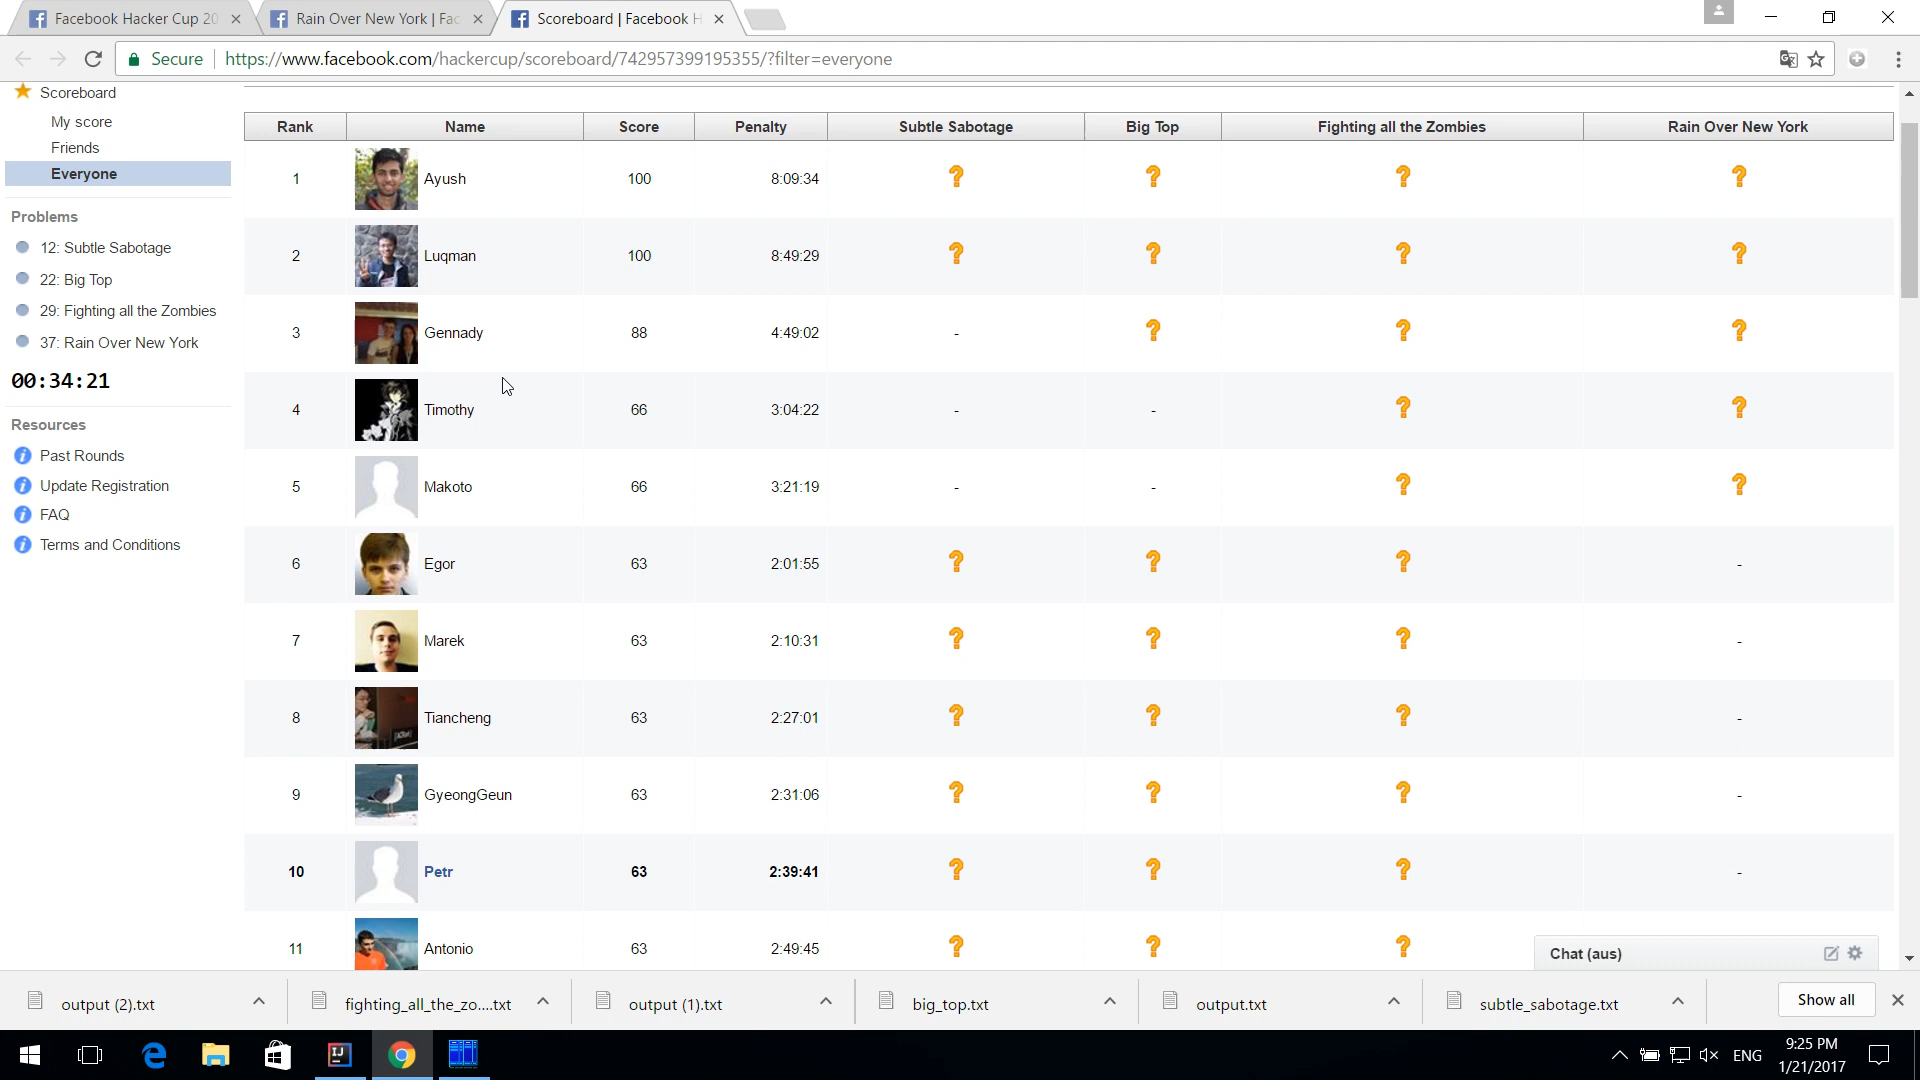 Facebook Hacker Cup 20
Rain Over New York | Fac
Scoreboard | Facebook H
Secure
https://www.facebook.com/hackercup/scoreboard/742957399195355/?filter=everyone
Scoreboard
My score
Friends
Everyone
Problems
12: Subtle Sabotage
22: Big Top
29: Fighting all the Zombies
37: Rain Over New York
00:34:21
Resources
Past Rounds
Update Registration
FAQ
Terms and Conditions
Rank Name Score Penalty Subtle Sabotage Big Top Fighting all the Zombies Rain Over New York
1 Ayush 100 8:09:34 ? ? ? ?
2 Luqman 100 8:49:29 ? ? ? ?
3 Gennady 88 4:49:02 - ? ? ?
4 Timothy 66 3:04:22 - - ? ?
5 Makoto 66 3:21:19 - - ? ?
6 Egor 63 2:01:55 ? ? ? -
7 Marek 63 2:10:31 ? ? ? -
8 Tiancheng 63 2:27:01 ? ? ? -
9 GyeongGeun 63 2:31:06 ? ? ? -
10 Petr 63 2:39:41 ? ? ? -
11 Antonio 63 2:49:45 ? ? ?
Chat (aus)
output (2).txt
fighting_all_the_zo....txt
output (1).txt
big_top.txt
output.txt
subtle_sabotage.txt
Show all
ENG
9:25 PM
1/21/2017